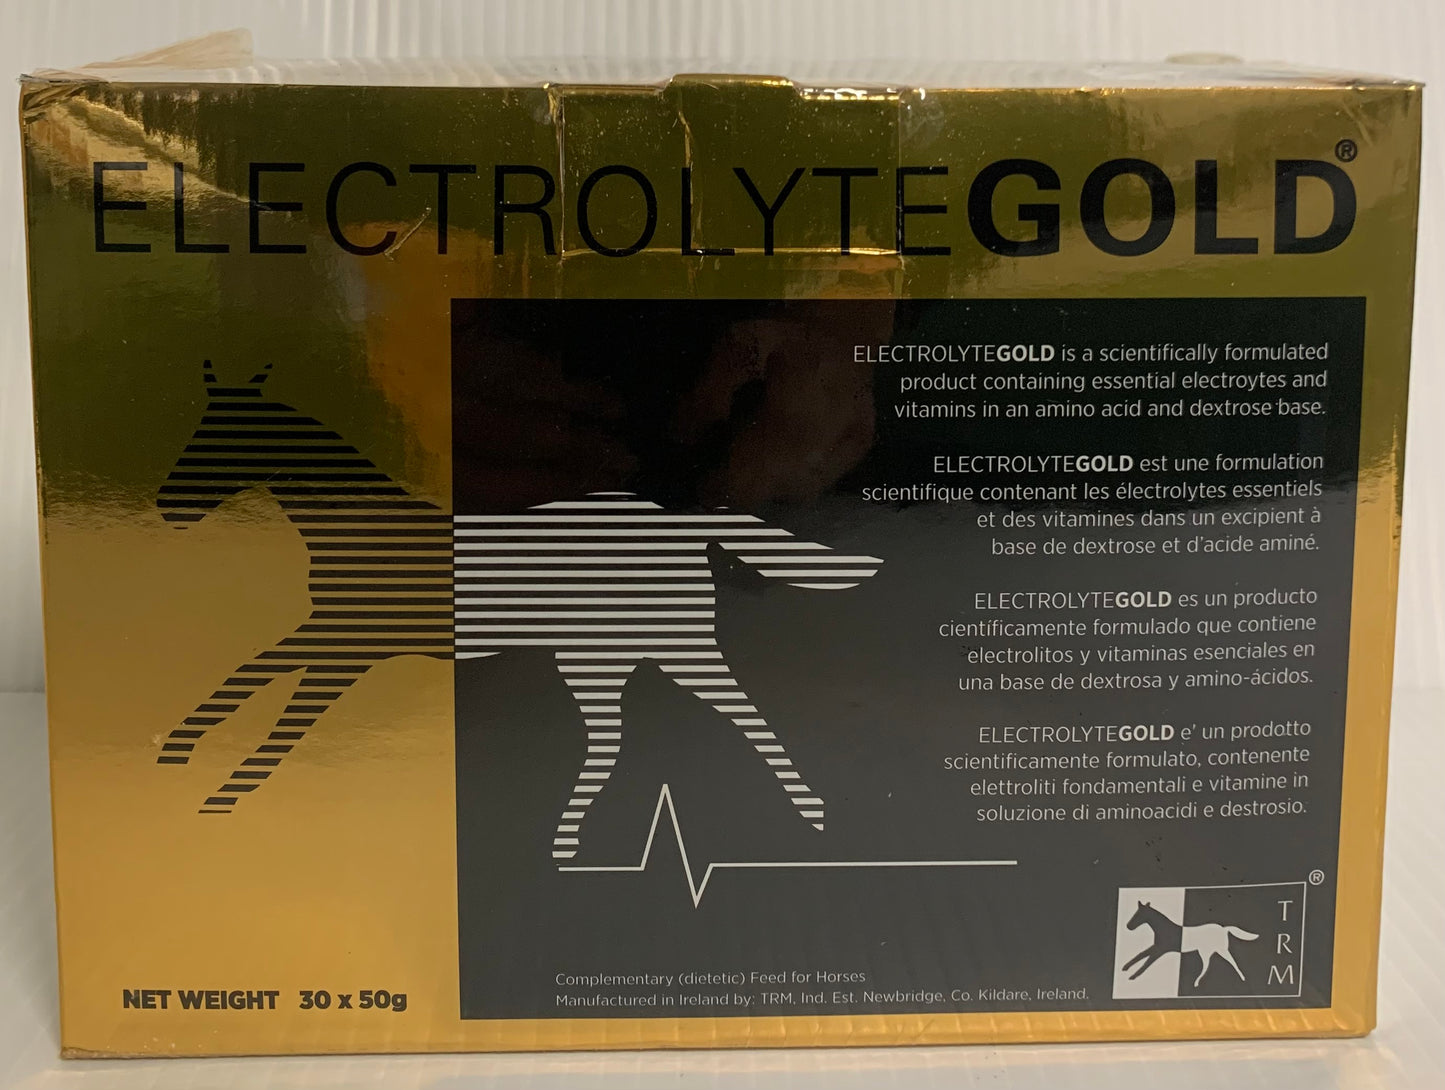 ELECTROLYTEGOLD®
ELECTROLYTEGOLD is a scientifically formulated
product containing essential electroytes and
vitamins in an amino acid and dextrose base.
ELECTROLYTEGOLD est une formulation
scientifique contenant les électrolytes essentiels
et des vitamines dans un excipient à
base de dextrose et d'acide aminé.
ELECTROLYTEGOLD es un producto
científicamente formulado que contiene
electrolitos y vitaminas esenciales en
una base de dextrosa y amino-ácidos.
ELECTROLYTEGOLD e' un prodotto
scientificamente formulato, contenente
elettroliti fondamentali e vitamine in
soluzione di aminoacidi e destrosio.
®
T
R
M
Complementary (dietetic) Feed for Horses
Manufactured in Ireland by: TRM, Ind. Est. Newbridge, Co. Kildare, Ireland.
NET WEIGHT 30 x 50g